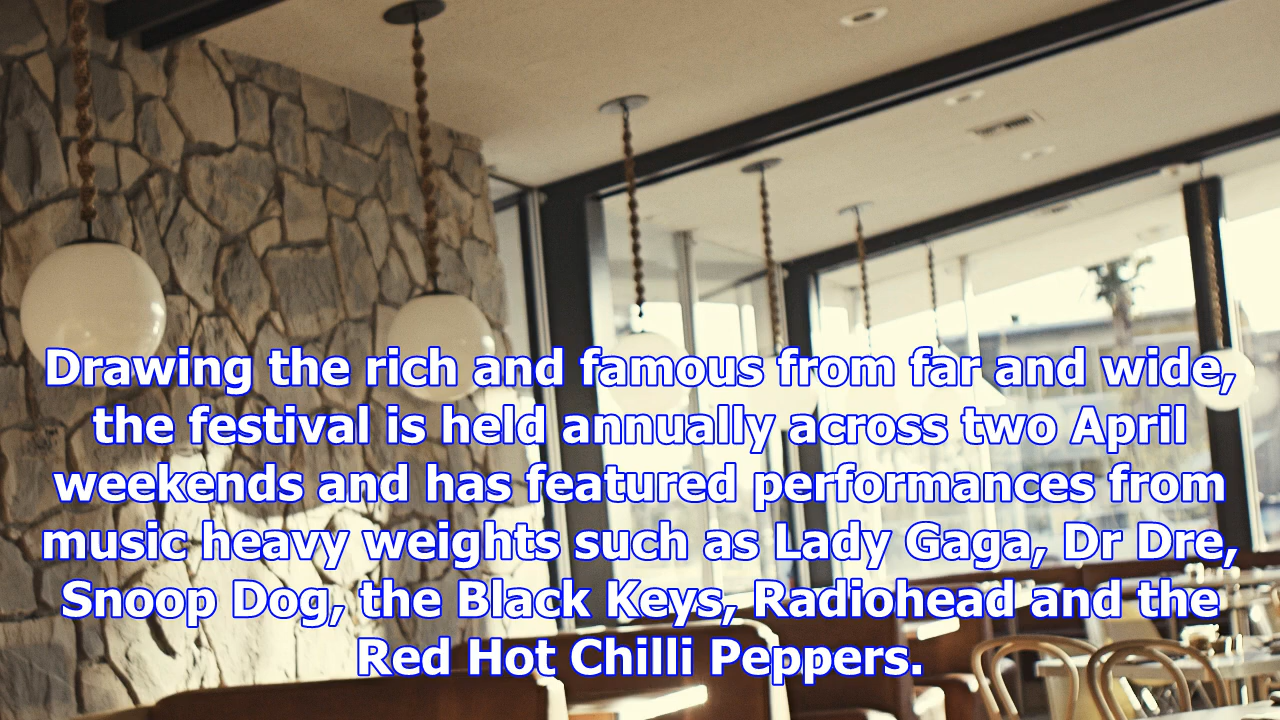 Drawing the rich and famous from far and wide,
the festival is held annually across two April
weekends and has featured performances from
music heavy weights such as Lady Gaga, Dr Dre,
Snoop Dog, the Black Keys, Radiohead and the
Red Hot Chilli Peppers.